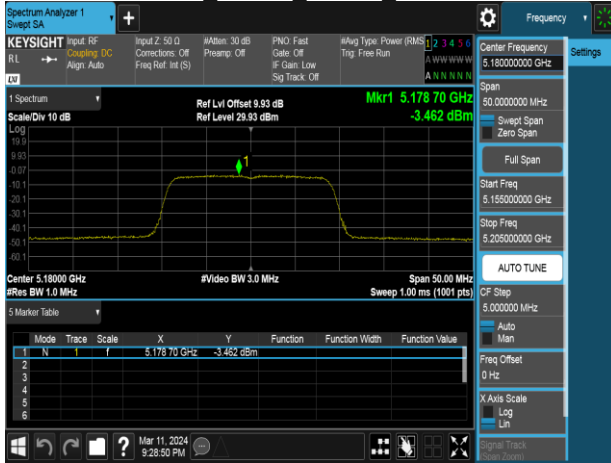 Spectrum Analyzer 1
Swept SA
Frequency
KEYSIGHT
RL
Input: RF
Coupling: DC
Align: Auto
Input Z: 50 Ω
Corrections: Off
Freq Ref: Int (S)
#Atten: 30 dB
Preamp: Off
PNO: Fast
Gate: Off
IF Gain: Low
Sig Track: Off
#Avg Type: Power (RMS
Trig: Free Run
1 2 3 4 5 6
A WW WW W
A N N N N N
Center Frequency
5.180000000 GHz
Settings
Span
50.0000000 MHz
Swept Span
Zero Span
Full Span
Start Freq
5.155000000 GHz
Stop Freq
5.205000000 GHz
AUTO TUNE
CF Step
5.000000 MHz
Auto
Man
Freq Offset
0 Hz
X Axis Scale
Log
Lin
Signal Track
(Span Zoom)
1 Spectrum
Scale/Div 10 dB
Ref Lvl Offset 9.93 dB
Ref Level 29.93 dBm
Mkr1 5.178 70 GHz
-3.462 dBm
Log
19.9
9.93
-0.07
-10.1
-20.1
-30.1
-40.1
-50.1
-60.1
1
Center 5.18000 GHz
#Res BW 1.0 MHz
#Video BW 3.0 MHz
Span 50.00 MHz
Sweep 1.00 ms (1001 pts)
5 Marker Table
Mode Trace Scale X Y Function Function Width Function Value
1 N 1 f 5.178 70 GHz -3.462 dBm
2
3
4
5
6
Mar 11, 2024
9:28:50 PM